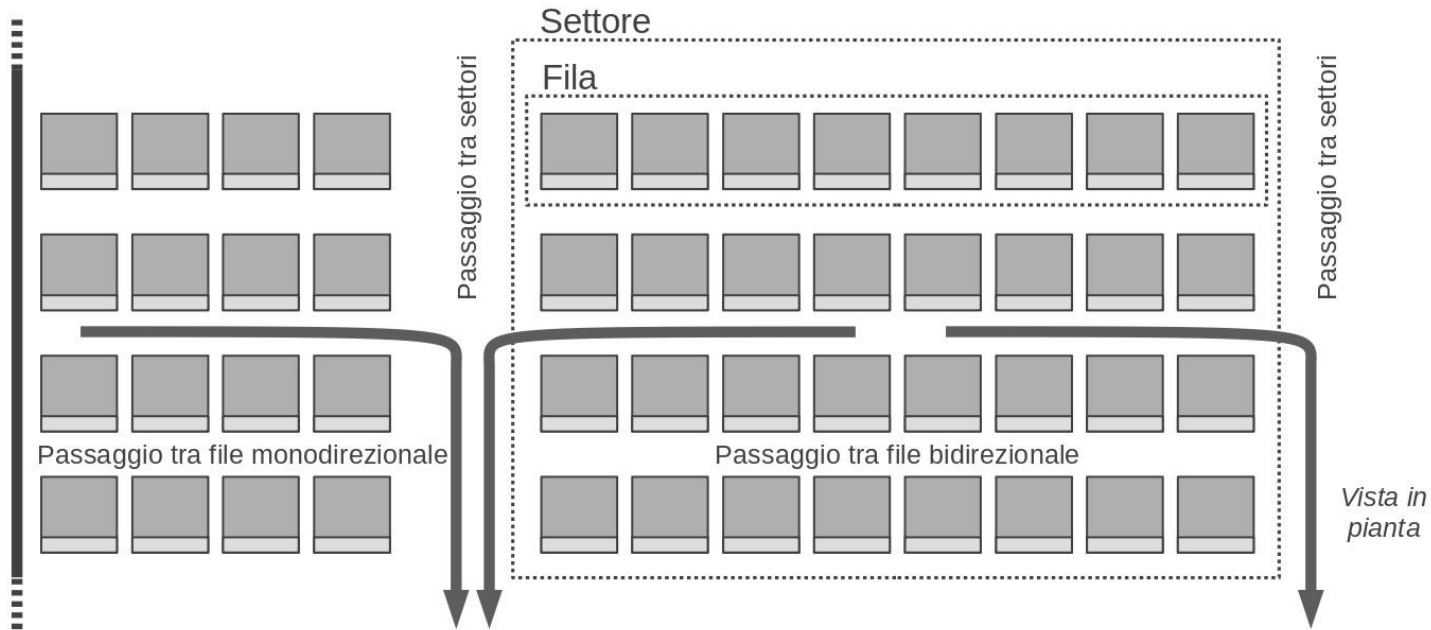 Settore
Fila
Passaggio tra settori
Passaggio tra settori
Passaggio tra file monodirezionale
Passaggio tra file bidirezionale
Vista in
pianta